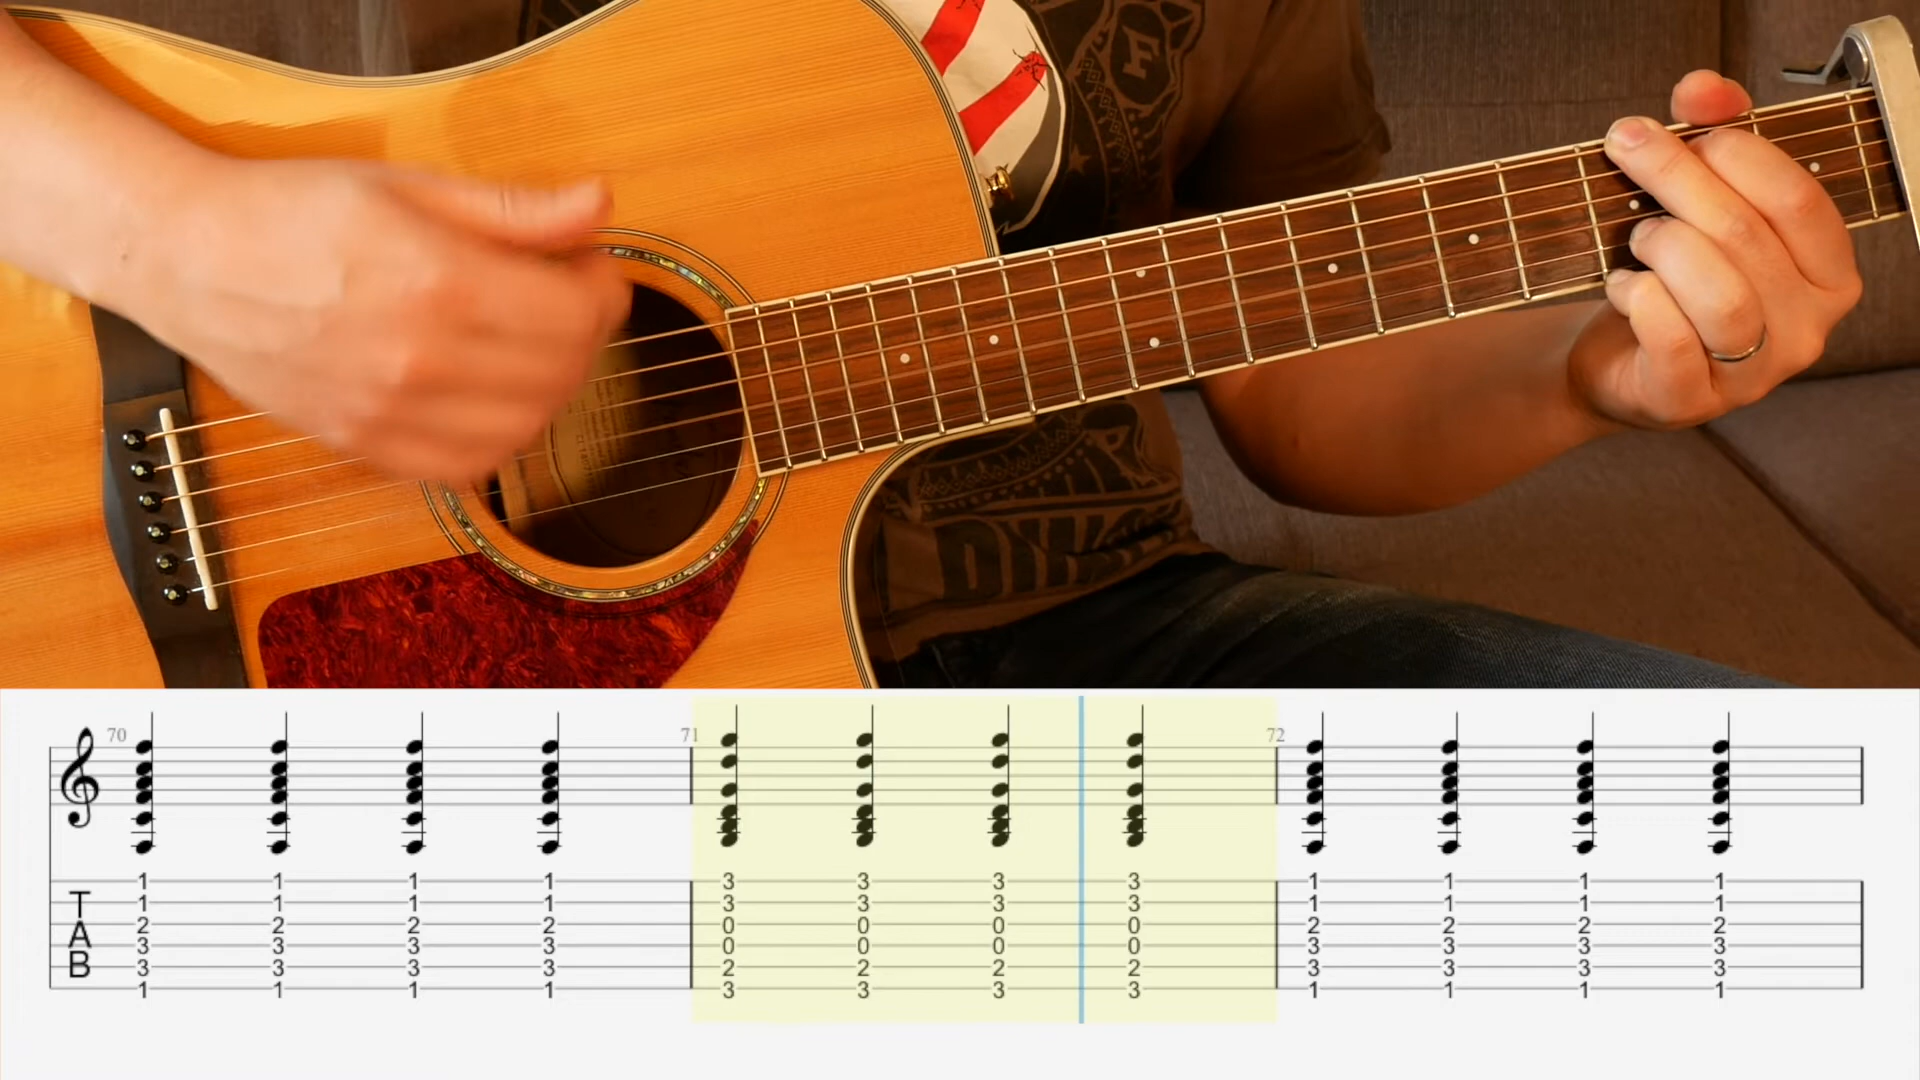 70 71 72
1 1 1 1 3 3 3 3 1 1 1 1
T 1 1 1 1 3 3 3 3 1 1 1 1
A 2 2 2 2 0 0 0 0 2 2 2 2
3 3 3 3 0 0 0 0 3 3 3 3
B 3 3 3 3 2 2 2 2 3 3 3 3
1 1 1 1 3 3 3 3 1 1 1 1